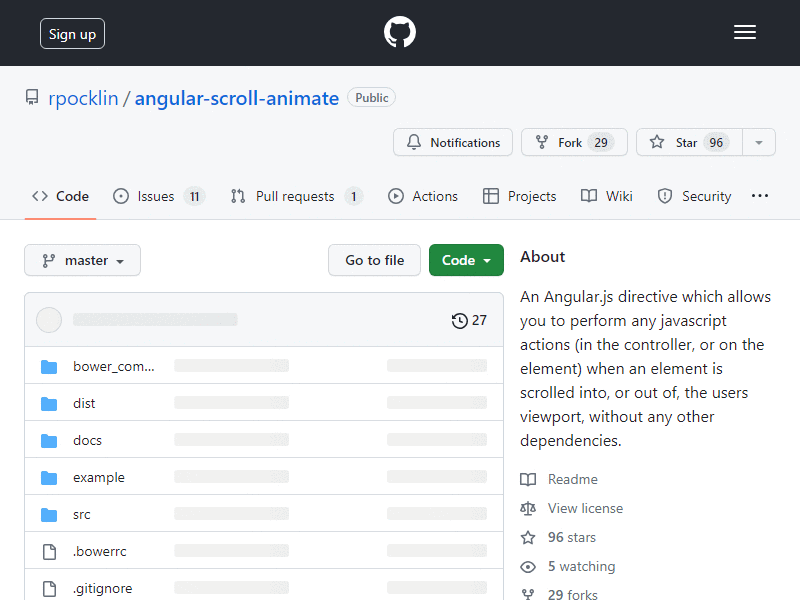 Sign up
rpocklin / angular-scroll-animate Public
Notifications Fork 29 Star 96
Code Issues 11 Pull requests 1 Actions Projects Wiki Security
master Go to file Code
About
An Angular.js directive which allows
you to perform any javascript
actions (in the controller, or on the
element) when an element is
scrolled into, or out of, the users
viewport, without any other
dependencies.
27
bower_com...
dist
docs
example
src
.bowerrc
.gitignore
Readme
View license
96 stars
5 watching
29 forks